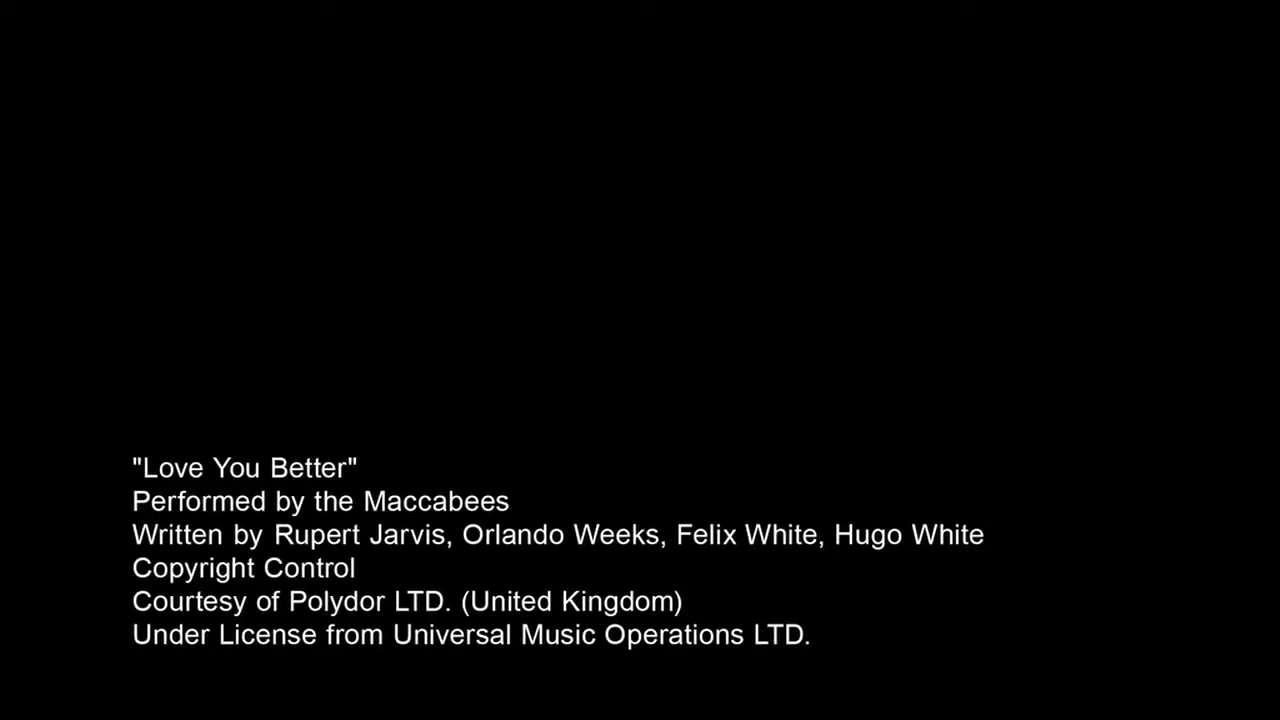 "Love You Better"
Performed by the Maccabees
Written by Rupert Jarvis, Orlando Weeks, Felix White, Hugo White
Copyright Control
Courtesy of Polydor LTD. (United Kingdom)
Under License from Universal Music Operations LTD.